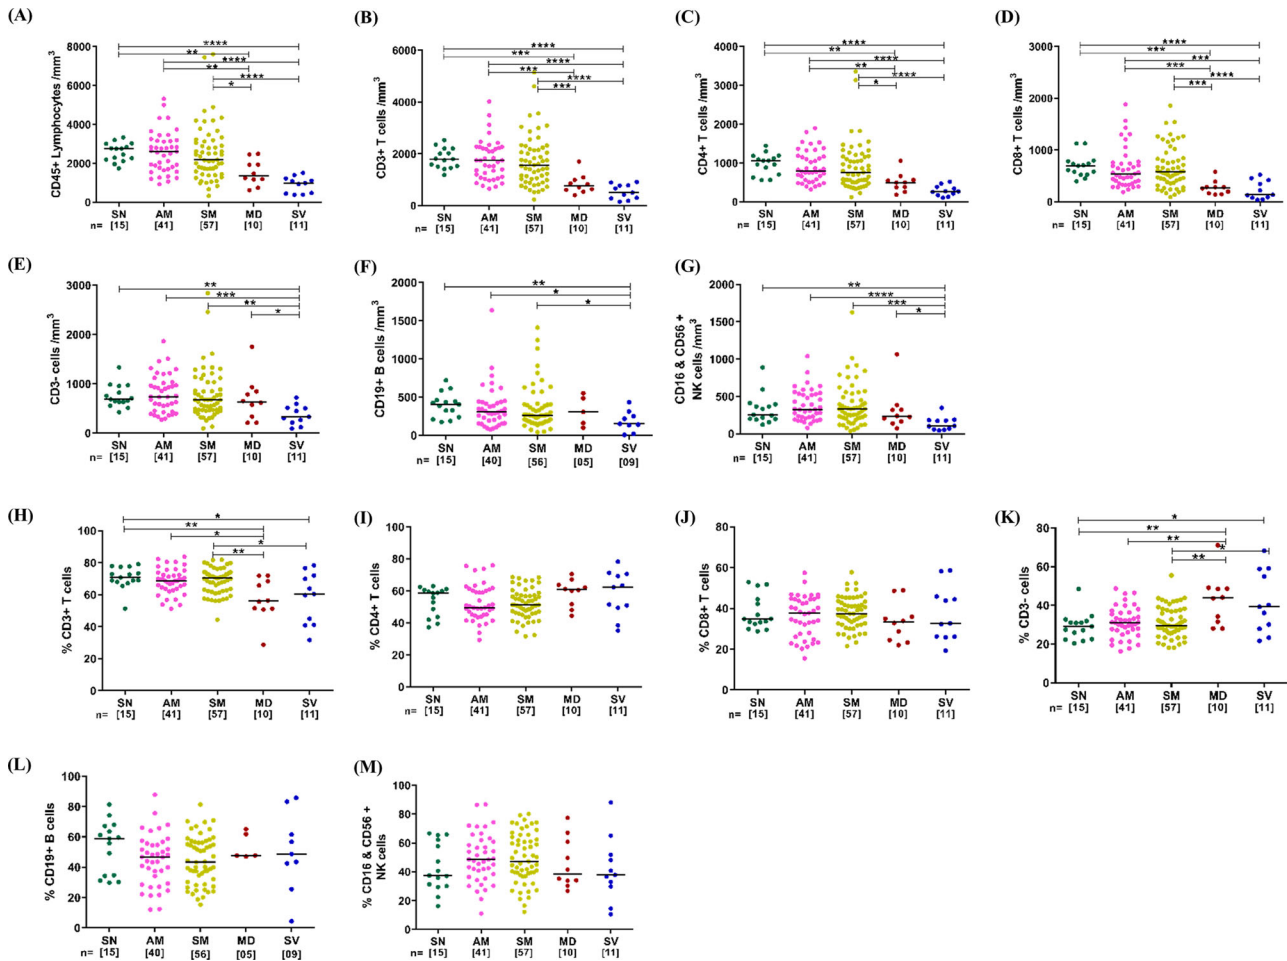 (A)
CD45+ Lymphocytes /mm³
8000
6000
4000
2000
0
****
**
****
**
****
*
SN AM SM MD SV
n= [15] [41] [57] [10] [11]
(B)
CD3+ T cells /mm³
6000
4000
2000
0
****
***
****
***
****
***
SN AM SM MD SV
n= [15] [41] [57] [10] [11]
(C)
CD4+ T cells /mm³
4000
3000
2000
1000
0
****
**
****
**
****
*
SN AM SM MD SV
n= [15] [41] [57] [10] [11]
(D)
CD8+ T cells /mm³
3000
2000
1000
0
****
***
***
***
****
***
SN AM SM MD SV
n= [15] [41] [57] [10] [11]
(E)
CD3- cells /mm³
3000
2000
1000
0
**
***
**
*
SN AM SM MD SV
n= [15] [41] [57] [10] [11]
(F)
CD19+ B cells /mm³
2000
1500
1000
500
0
**
*
*
SN AM SM MD SV
n= [15] [40] [56] [05] [09]
(G)
CD16 & CD56 +
NK cells/mm³
2000
1500
1000
500
0
**
****
***
*
SN AM SM MD SV
n= [15] [41] [57] [10] [11]
(H)
% CD3+ T cells
100
80
60
40
20
0
*
**
*
*
**
SN AM SM MD SV
n= [15] [41] [57] [10] [11]
(I)
% CD4+ T cells
100
80
60
40
20
0
SN AM SM MD SV
n= [15] [41] [57] [10] [11]
(J)
% CD8+ T cells
80
60
40
20
0
SN AM SM MD SV
n= [15] [41] [57] [10] [11]
(K)
% CD3- cells
80
60
40
20
0
*
**
**
*
**
SN AM SM MD SV
n= [15] [41] [57] [10] [11]
(L)
% CD19+ B cells
100
80
60
40
20
0
SN AM SM MD SV
n= [15] [40] [56] [05] [09]
(M)
% CD16 & CD56 +
NK cells
100
80
60
40
20
0
SN AM SM MD SV
n= [15] [41] [57] [10] [11]